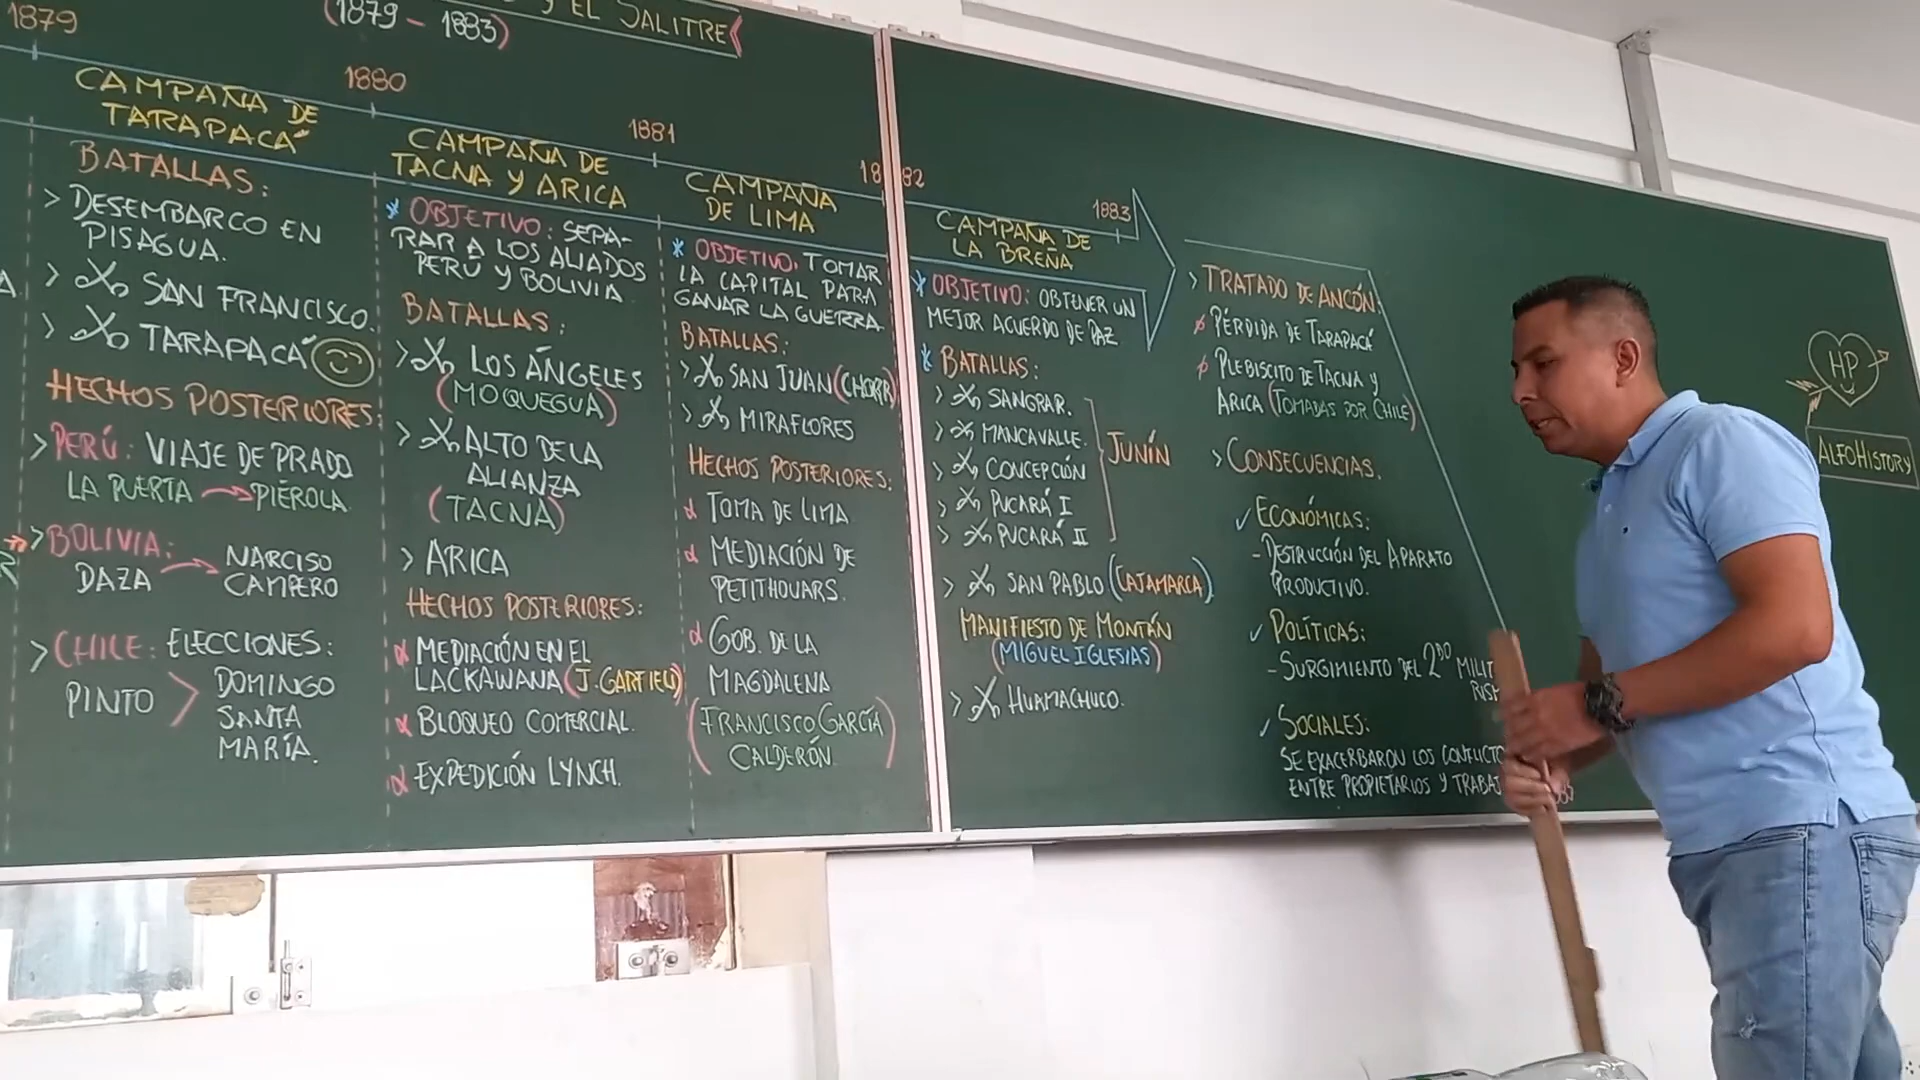 Y EL SALITRE
(1879 - 1883)
1879
1880
1881
1882
1883
CAMPAÑA DE
TARAPACÁ
BATALLAS:
> DESEMBARCO EN
PISAGUA.
> SAN FRANCISCO.
> TARAPACÁ
HECHOS POSTERIORES:
> PERÚ: VIAJE DE PRADO
LA PUERTA → PIÉROLA
> BOLIVIA:
DAZA → NARCISO
CAMPERO
> CHILE: ELECCIONES:
PINTO > DOMINGO
SANTA
MARÍA.
CAMPAÑA DE
TACNA Y ARICA
* OBJETIVO: SEPA-
RAR A LOS ALIADOS
PERÚ Y BOLIVIA
BATALLAS:
> LOS ÁNGELES
(MOQUEGUA)
> ALTO DE LA
ALIANZA
(TACNA)
> ARICA
HECHOS POSTERIORES:
MEDIACIÓN EN EL
LACKAWANA (J. GARFIELD)
BLOQUEO COMERCIAL.
EXPEDICIÓN LYNCH.
CAMPAÑA
DE LIMA
* OBJETIVO. TOMAR
LA CAPITAL PARA
GANAR LA GUERRA
BATALLAS:
> SAN JUAN (CHORR)
> MIRAFLORES
HECHOS POSTERIORES:
TOMA DE LIMA
MEDIACIÓN DE
PETITHOUARS.
GOB. DE LA
MAGDALENA
(FRANCISCO GARCÍA
CALDERÓN)
CAMPAÑA DE
LA BREÑA
* OBJETIVO: OBTENER UN
MEJOR ACUERDO DE PAZ
* BATALLAS:
> SANGRAR.
> MANCAVALLE.
> CONCEPCIÓN
> PUCARÁ I
> PUCARÁ II
JUNÍN
> SAN PABLO (CAJAMARCA)
MANIFIESTO DE MONTÁN
(MIGUEL IGLESIAS)
> HUAMACHUCO.
> TRATADO DE ANCÓN:
PÉRDIDA DE TARAPACÁ
PLEBISCITO DE TACNA Y
ARICA (TOMADAS POR CHILE)
> CONSECUENCIAS.
✓ ECONÓMICAS:
- DESTRUCCIÓN DEL APARATO
PRODUCTIVO.
✓ POLÍTICAS:
- SURGIMIENTO DEL 2DO MILIT
RISM
✓ SOCIALES:
SE EXACERBARON LOS CONFLICTO
ENTRE PROPIETARIOS Y TRABAJ
HP
ALFOHISTORY